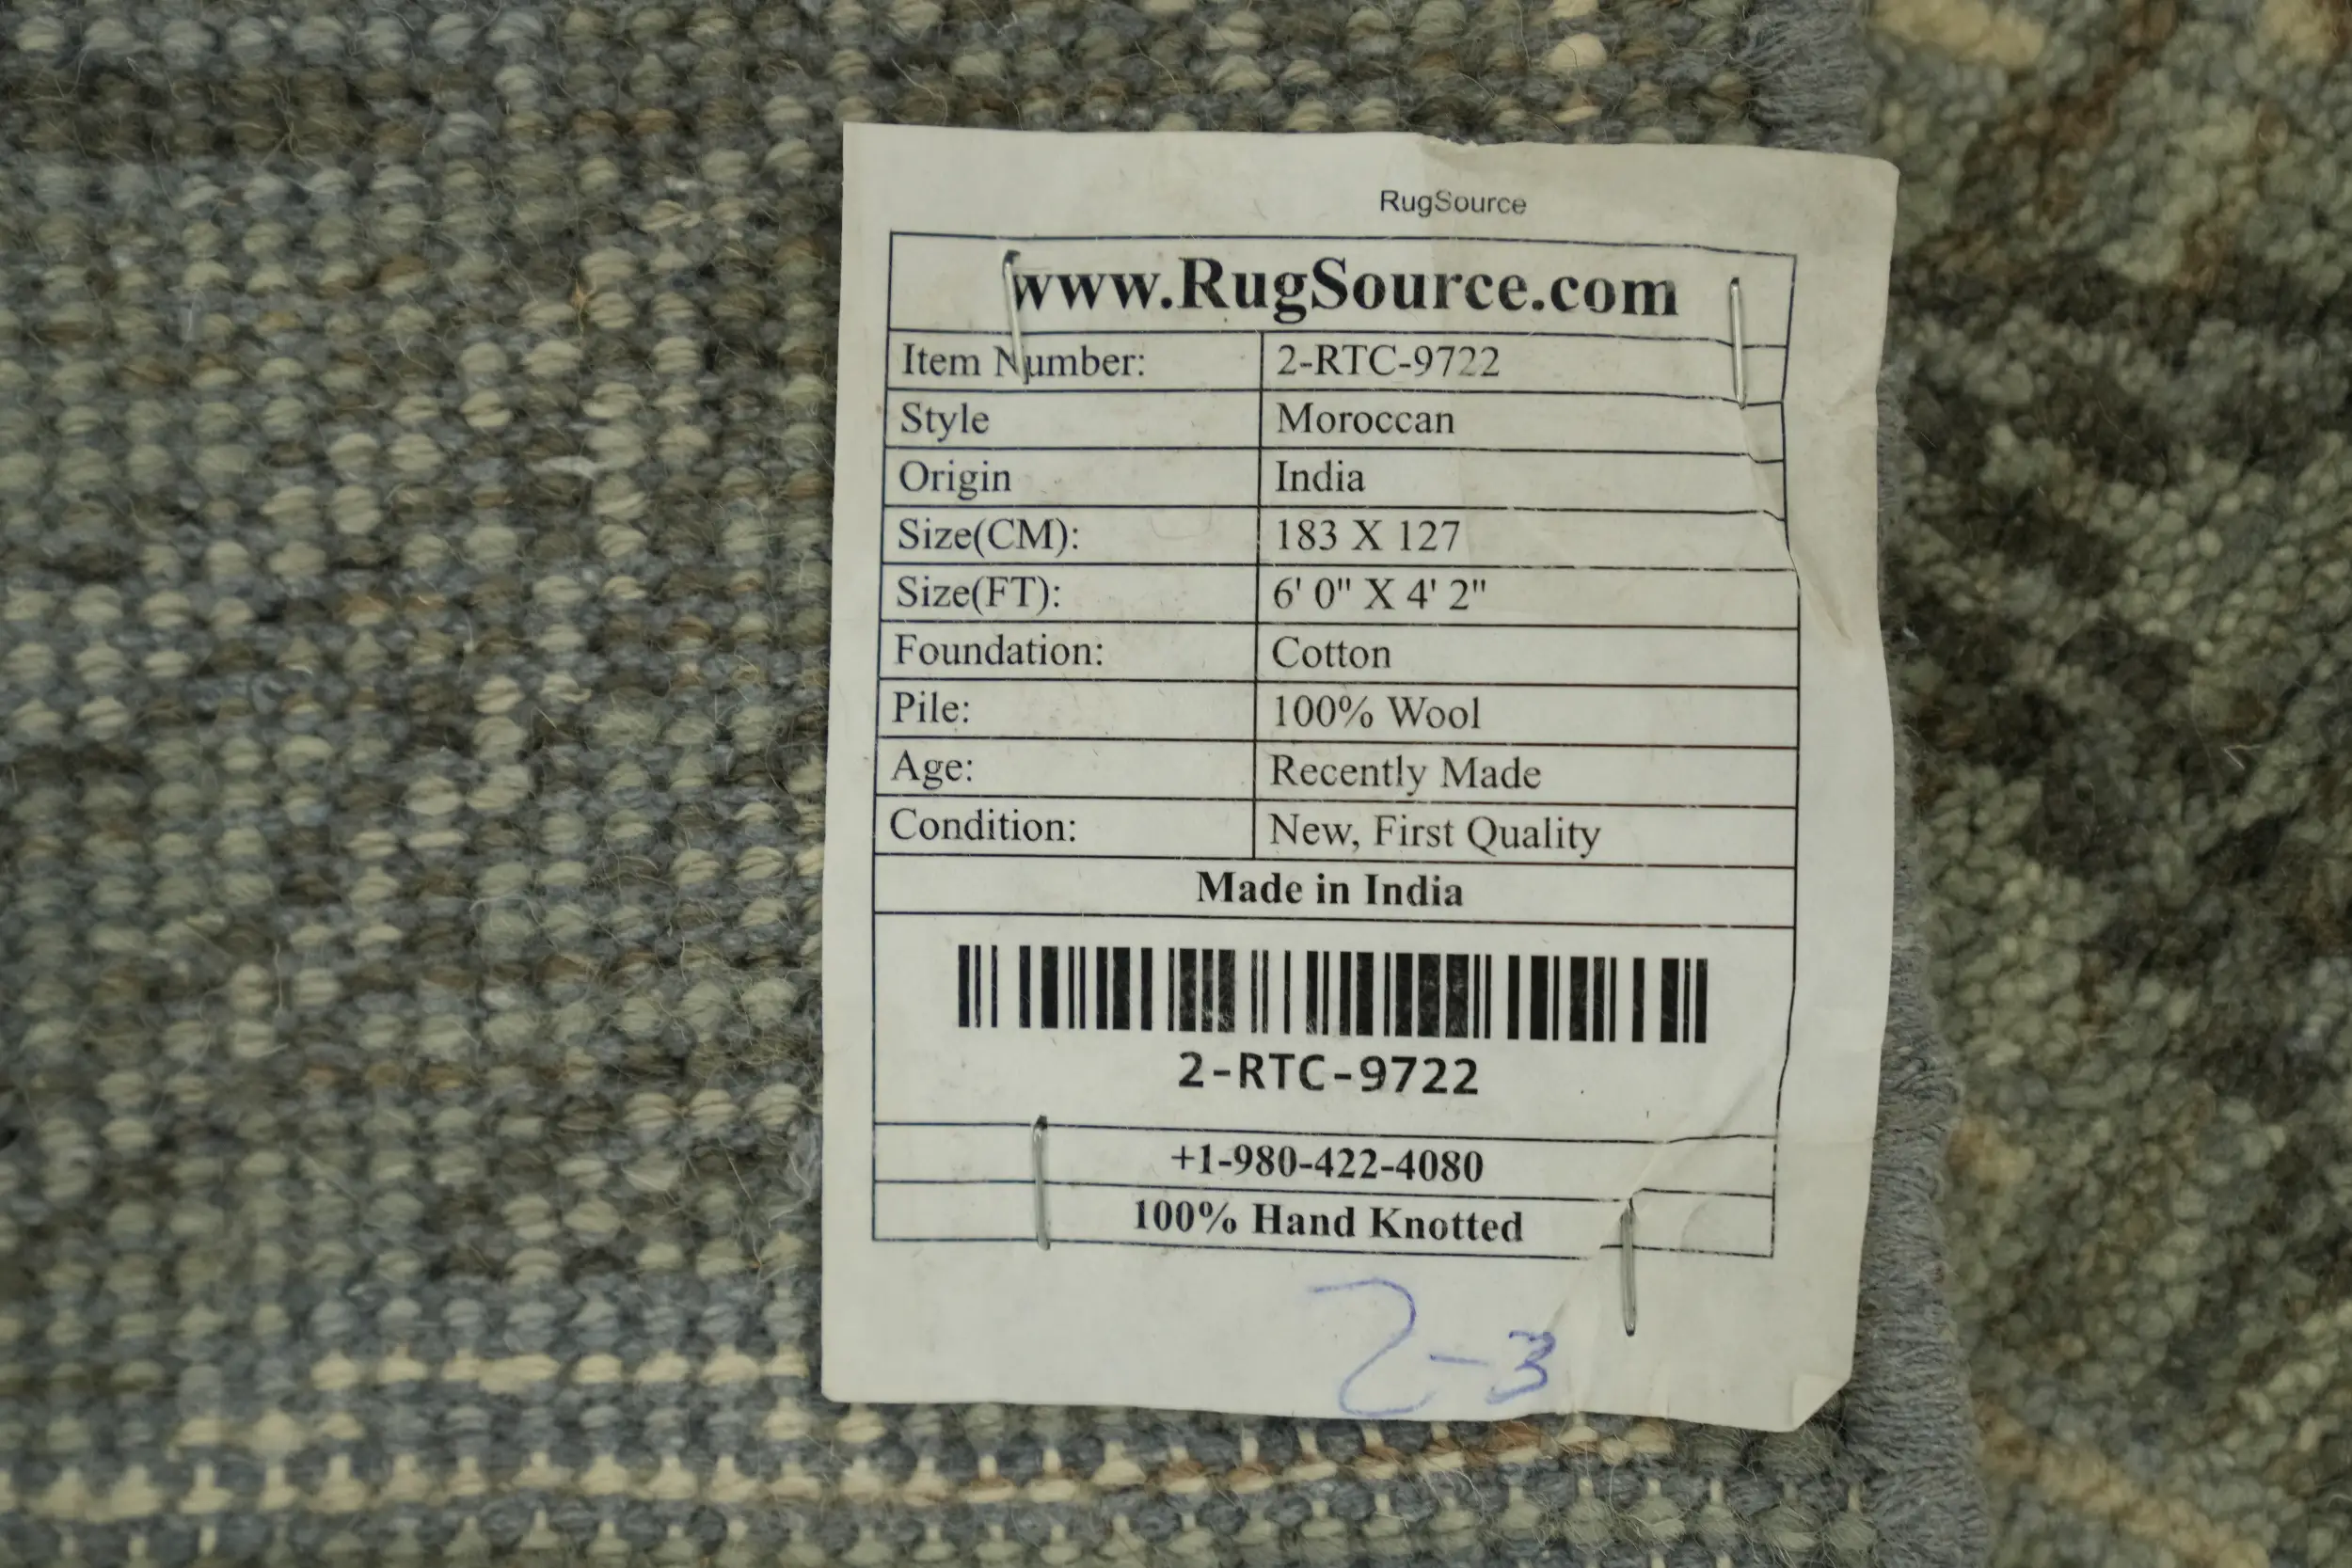 RugSource
www.RugSource.com
Item Number: 2-RTC-9722
Style Moroccan
Origin India
Size(CM): 183 X 127
Size(FT): 6' 0" X 4' 2"
Foundation: Cotton
Pile: 100% Wool
Age: Recently Made
Condition: New, First Quality
Made in India
2-RTC-9722
+1-980-422-4080
100% Hand Knotted
2-3